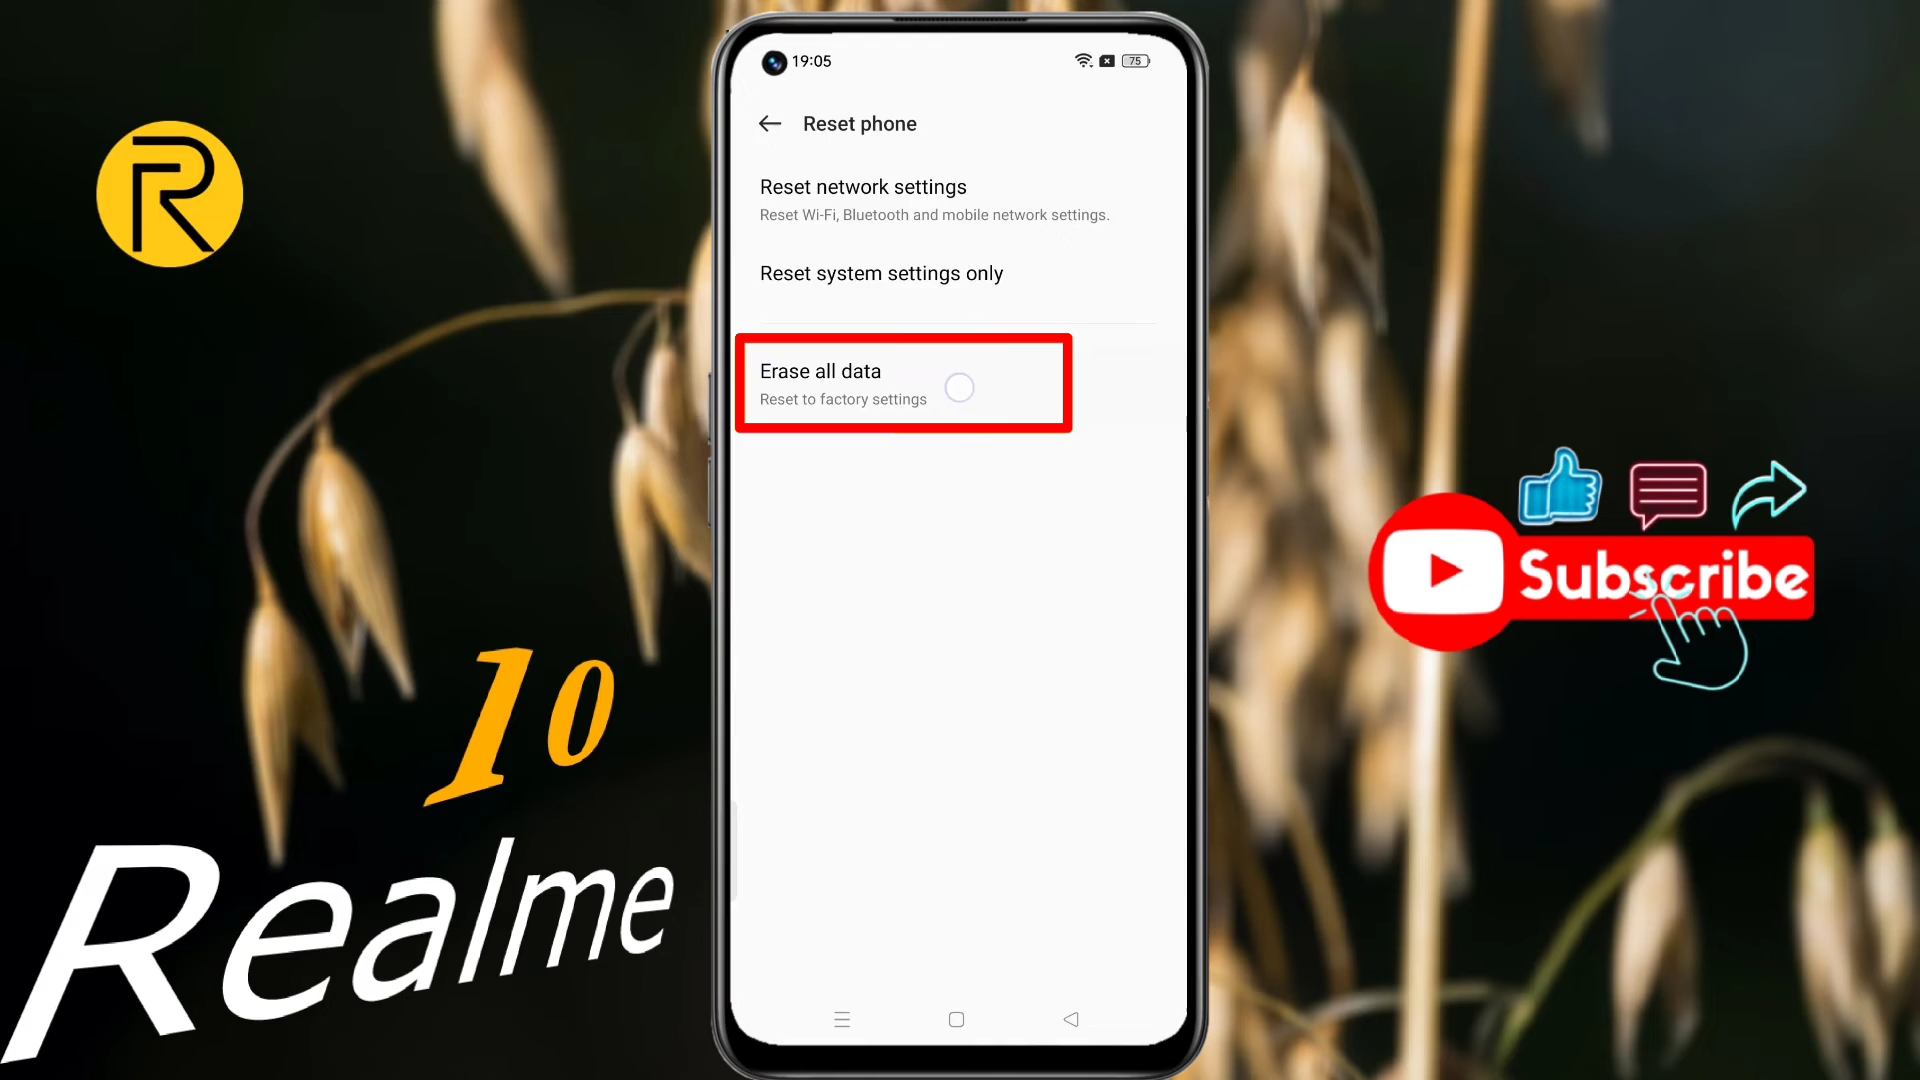 19:05
75
Reset phone
Reset network settings
Reset Wi-Fi, Bluetooth and mobile network settings.
Reset system settings only
Erase all data
Reset to factory settings
Subscribe
10
Realme